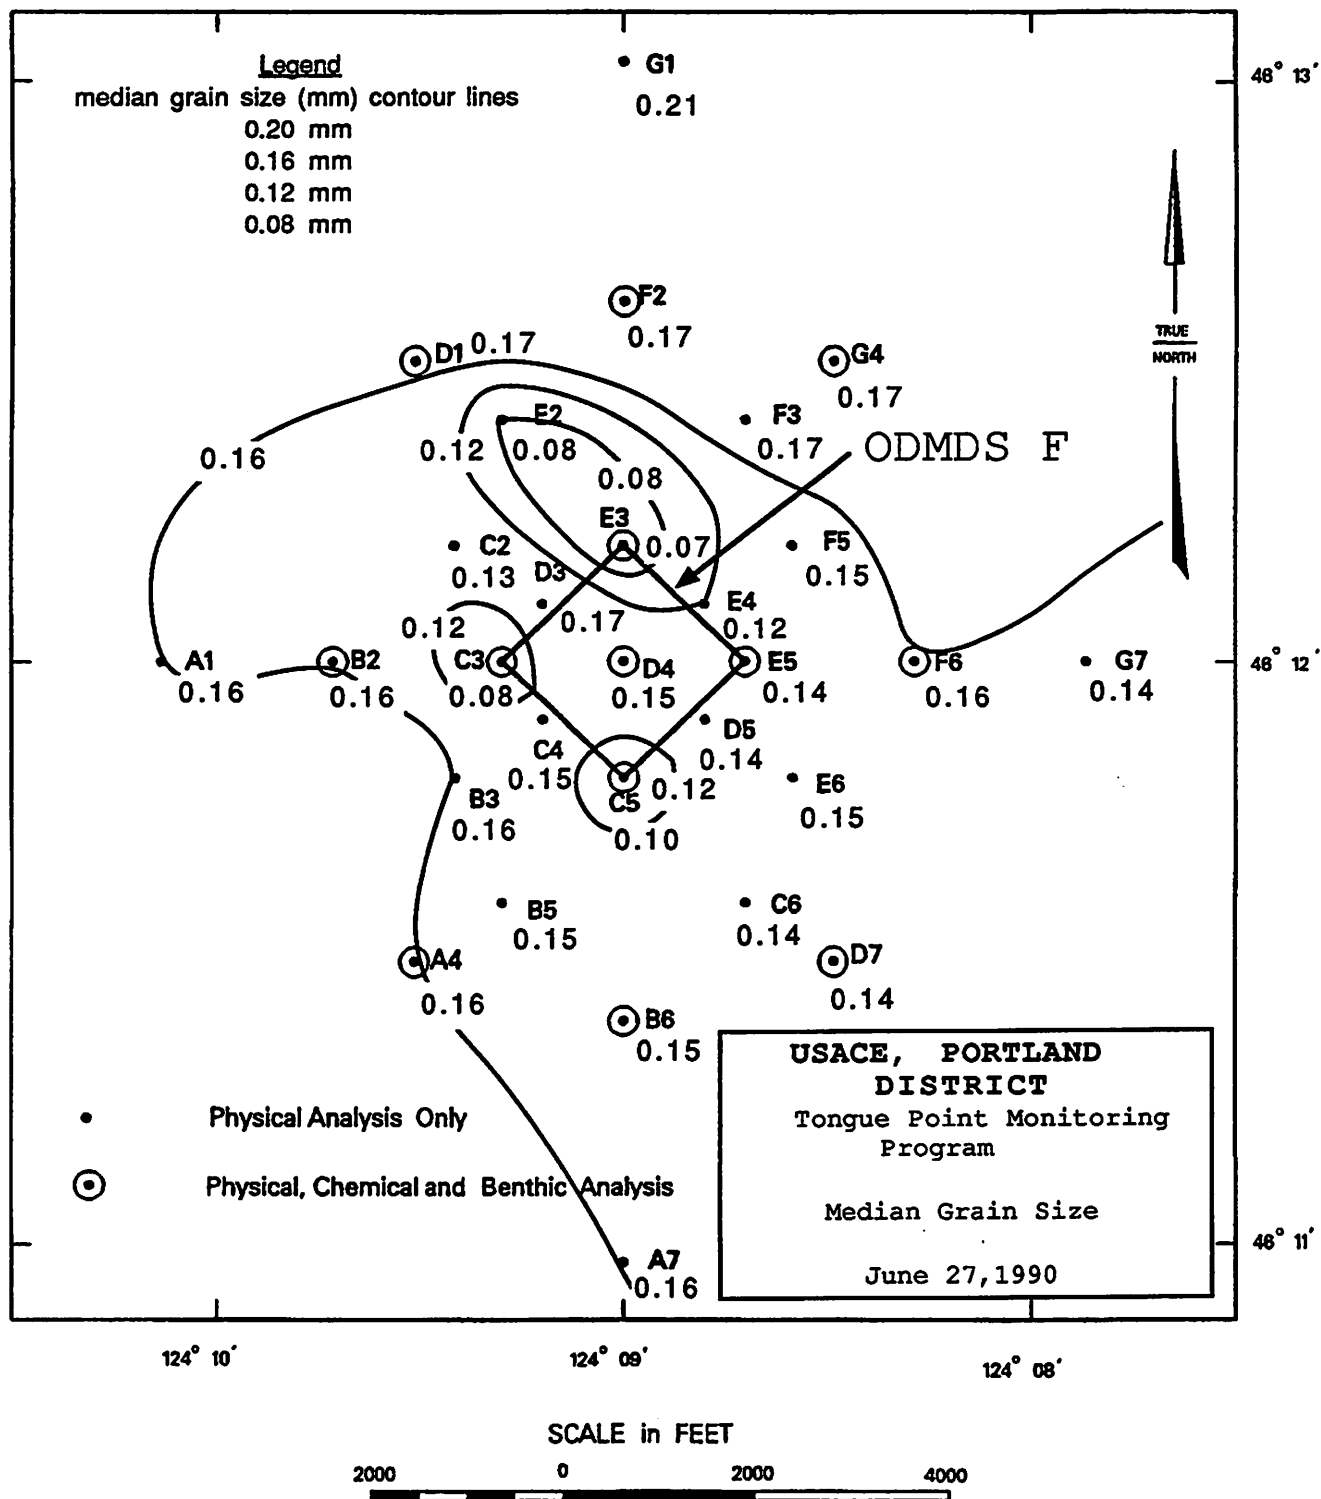 Legend
median grain size (mm) contour lines
0.20 mm
0.16 mm
0.12 mm
0.08 mm
G1
0.21
46° 13′
F2
0.17
D1 0.17
G4
0.17
TRUE
NORTH
E2
0.08
F3
0.17
ODMDS F
0.16
0.12
0.08
E3
0.07
C2
0.13
F5
0.15
D3
0.17
E4
0.12
0.12
C3
0.08
A1
0.16
B2
0.16
D4
0.15
E5
0.14
F6
0.16
G7
0.14
46° 12′
C4
0.15
D5
0.14
B3
0.16
C5
0.12
0.10
E6
0.15
B5
0.15
C6
0.14
A4
0.16
D7
0.14
B6
0.15
USACE, PORTLAND
DISTRICT
Tongue Point Monitoring
Program
Median Grain Size
June 27,1990
Physical Analysis Only
Physical, Chemical and Benthic Analysis
A7
0.16
46° 11′
124° 10′
124° 09′
124° 08′
SCALE in FEET
2000 0 2000 4000